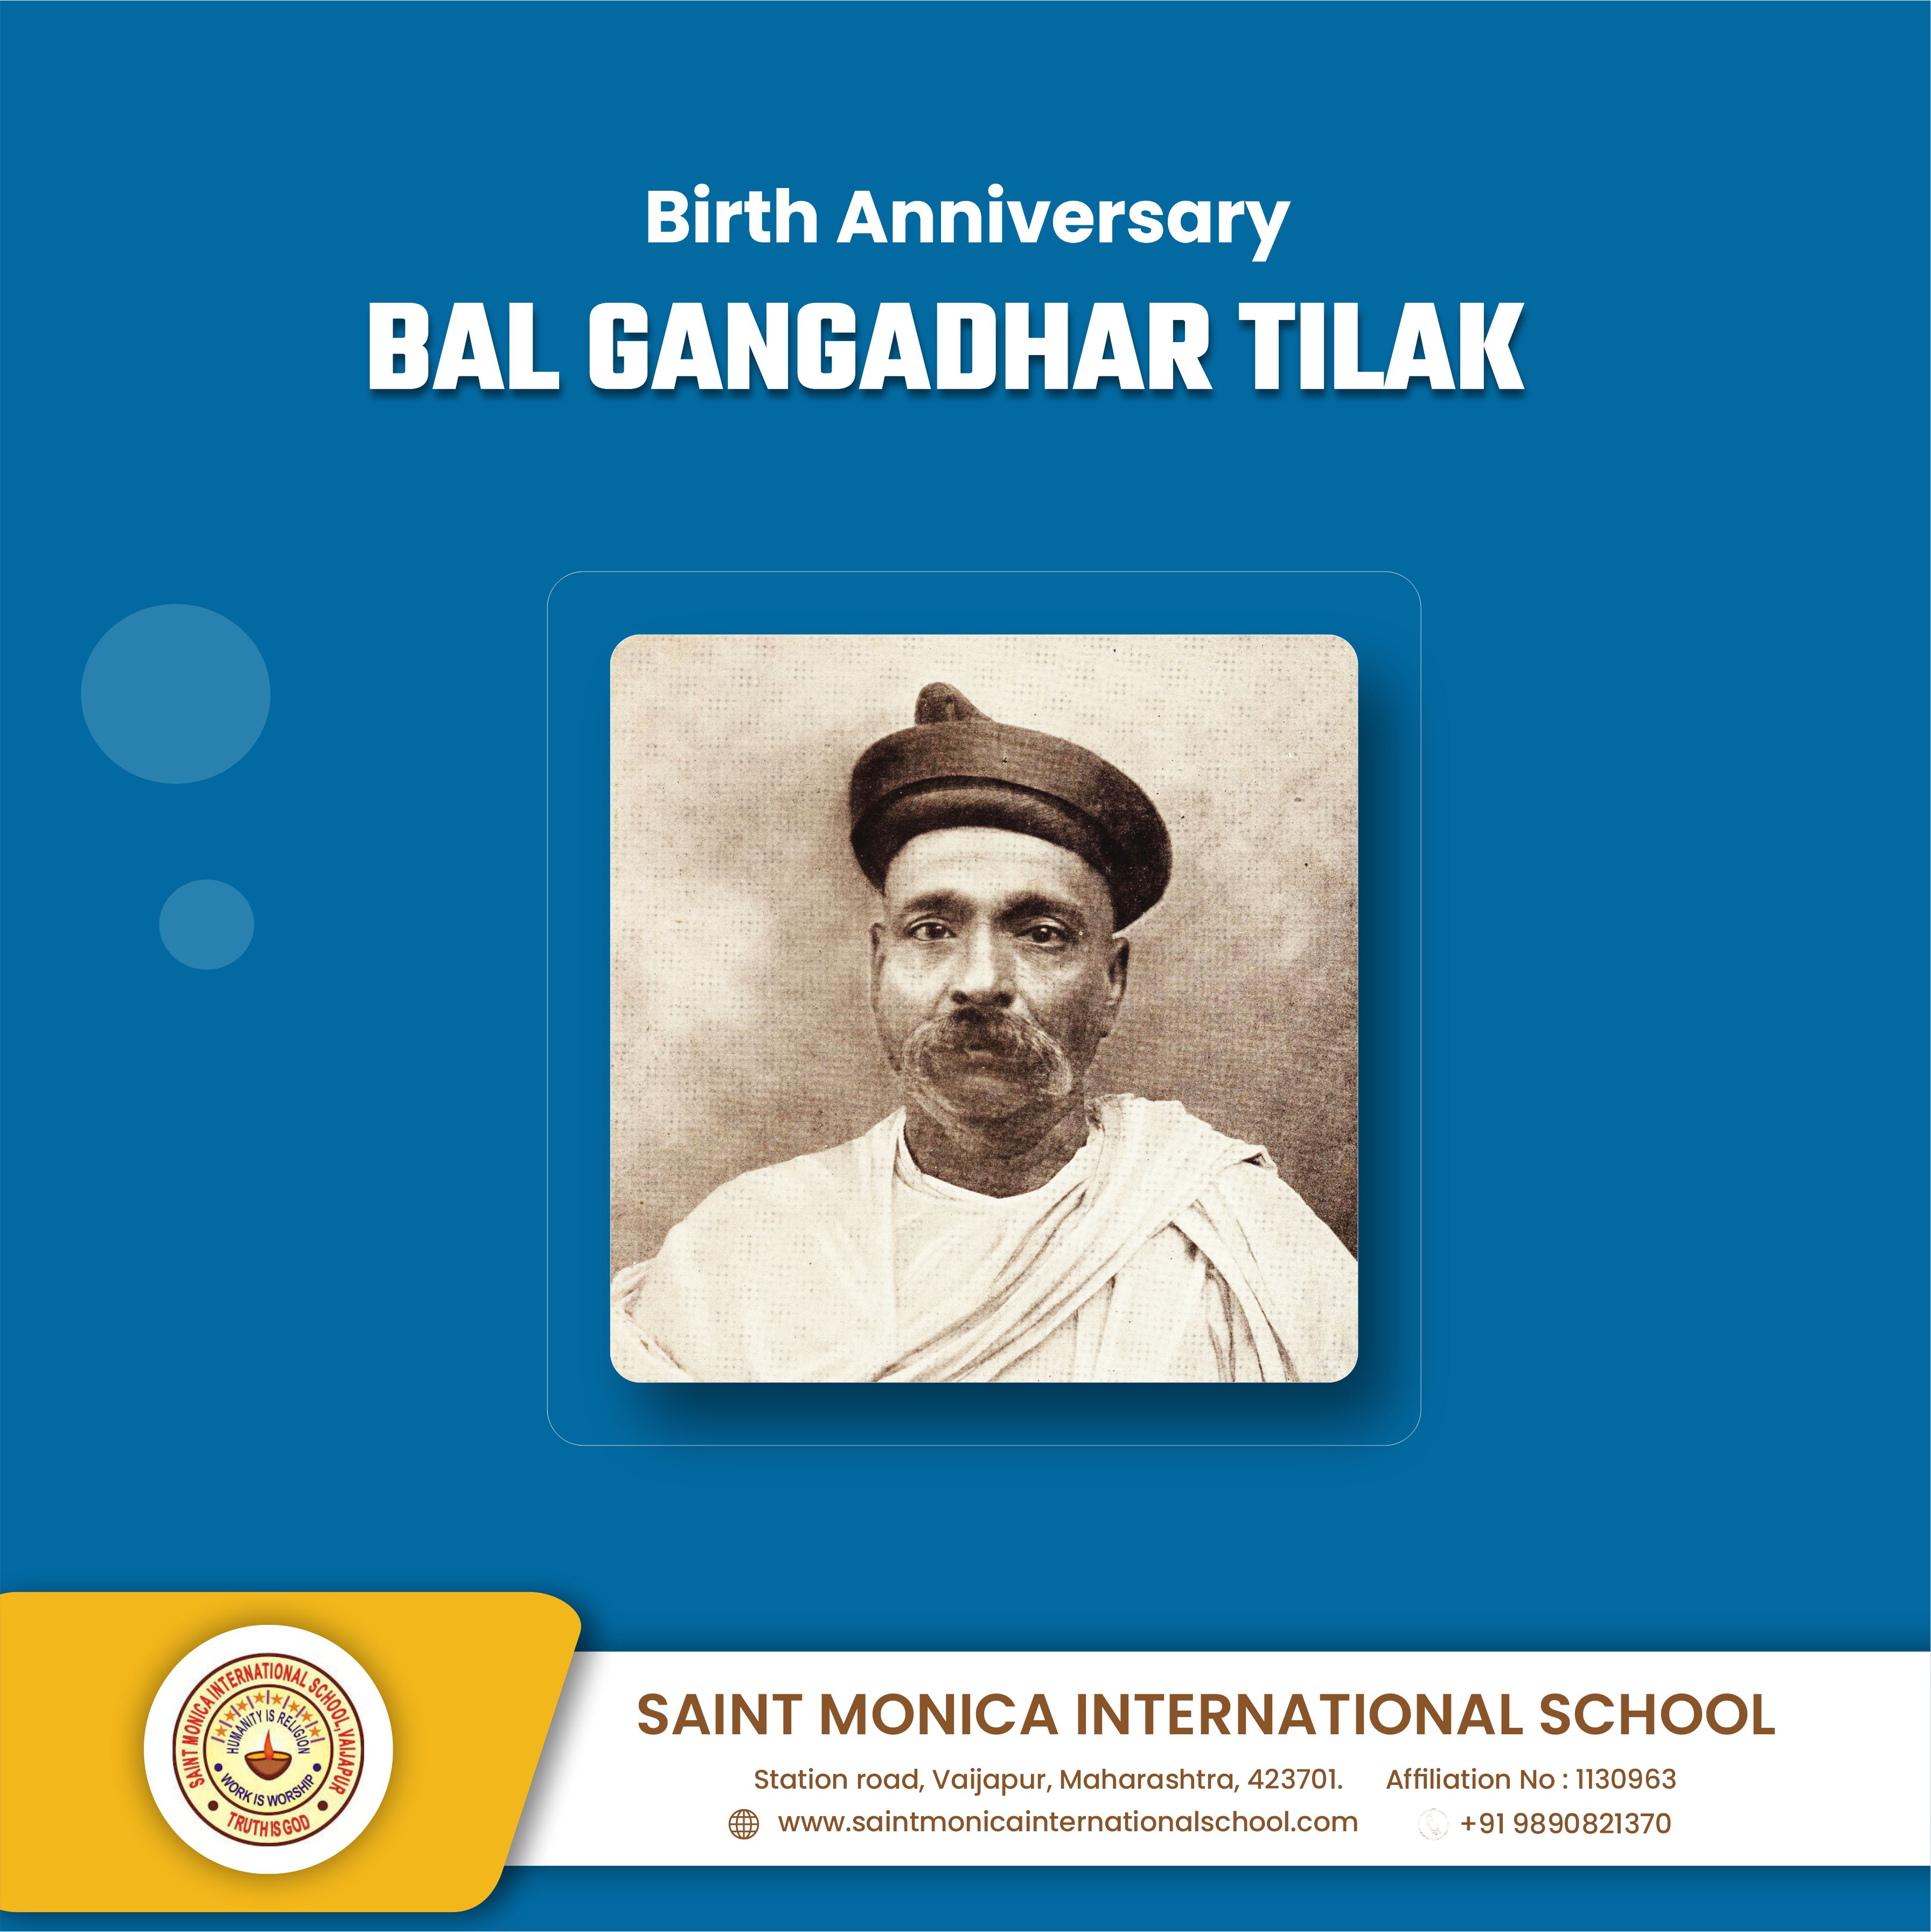 Birth Anniversary
BAL GANGADHAR TILAK
SAINT MONICA INTERNATIONAL SCHOOL, VAIJAPUR
HUMANITY IS RELIGION
WORK IS WORSHIP
TRUTH IS GOD
SAINT MONICA INTERNATIONAL SCHOOL
Station road, Vaijapur, Maharashtra, 423701. Affiliation No : 1130963
www.saintmonicainternationalschool.com +91 9890821370